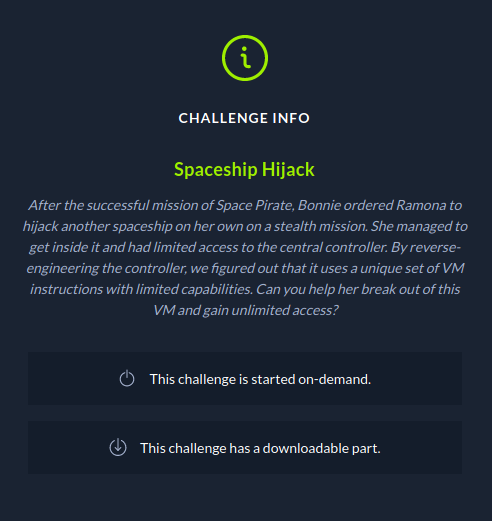 CHALLENGE INFO
Spaceship Hijack
After the successful mission of Space Pirate, Bonnie ordered Ramona to
hijack another spaceship on her own on a stealth mission. She managed to
get inside it and had limited access to the central controller. By reverse-
engineering the controller, we figured out that it uses a unique set of VM
instructions with limited capabilities. Can you help her break out of this
VM and gain unlimited access?
This challenge is started on-demand.
This challenge has a downloadable part.